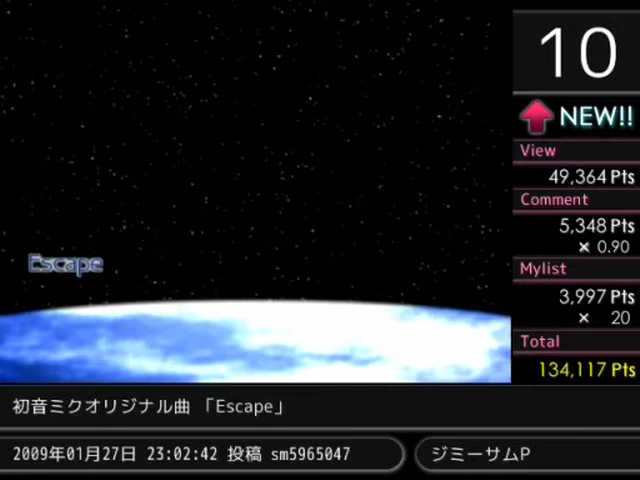 10
NEW!!
View
49,364 Pts
Comment
5,348 Pts
× 0.90
Mylist
3,997 Pts
× 20
Total
134,117 Pts
Escape
初音ミクオリジナル曲 「Escape」
2009年01月27日 23:02:42 投稿 sm5965047
ジミーサムP